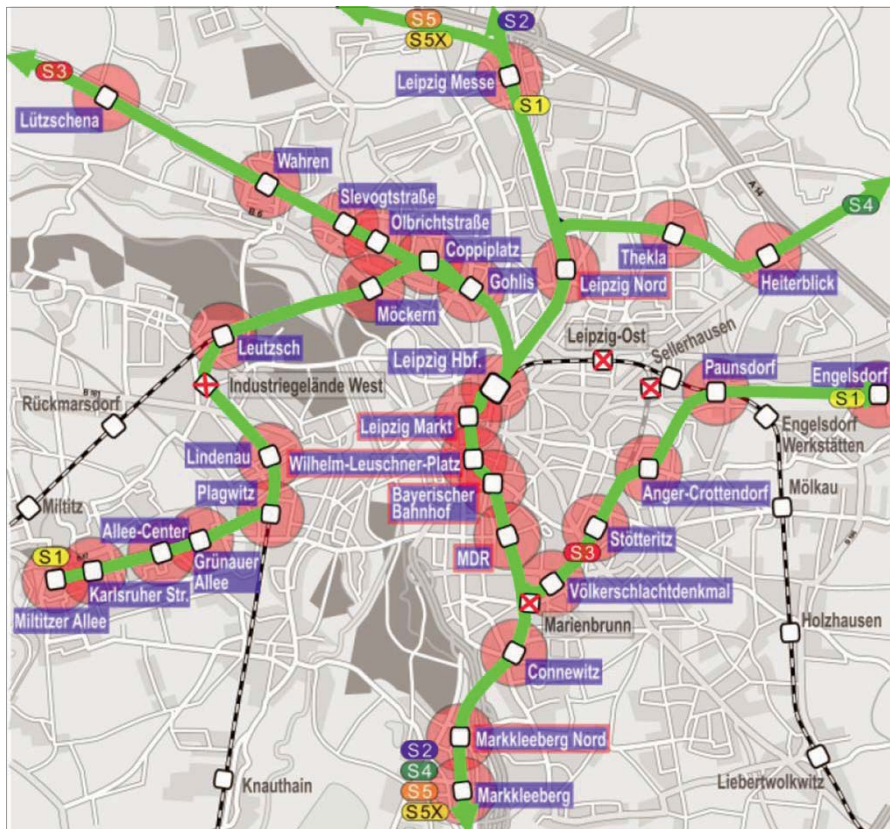 S5
S5X
S2
Leipzig Messe
S1
S3
Lützschena
A 14
Wahren
B 6
Slevogtstraße
Olbrichtstraße
Coppiplatz
Gohlis
Möckern
Thekla
S4
Heiterblick
Leipzig Nord
Leutzsch
Leipzig-Ost
Sellerhausen
Leipzig Hbf.
Paunsdorf
Engelsdorf
S1
Industriegelände West
Rückmarsdorf
Leipzig Markt
Engelsdorf
Werkstätten
Lindenau
Wilhelm-Leuschner-Platz
Anger-Crottendorf
Plagwitz
Bayerischer
Bahnhof
Mölkau
Miltitz
Allee-Center
Stötteritz
S1
Grünauer
Allee
MDR
S3
Karlsruher Str.
Völkerschlachtdenkmal
Miltitzer Allee
Marienbrunn
Holzhausen
Connewitz
S2
Markkleeberg Nord
S4
S5
Knauthain
Markkleeberg
Liebertwolkwitz
S5X